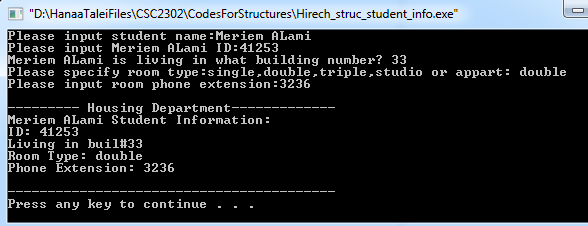 "D:\HanaaTaleiFiles\CSC2302\CodesForStructures\Hirech_struc_student_info.exe"
Please input student name:Meriem ALami
Please input Meriem ALami ID:41253
Meriem ALami is living in what building number? 33
Please specify room type:single,double,triple,studio or appart: double
Please input room phone extension:3236
--------- Housing Department-------------
Meriem ALami Student Information:
ID: 41253
Living in buil#33
Room Type: double
Phone Extension: 3236
-----------------------------------------
Press any key to continue . . .